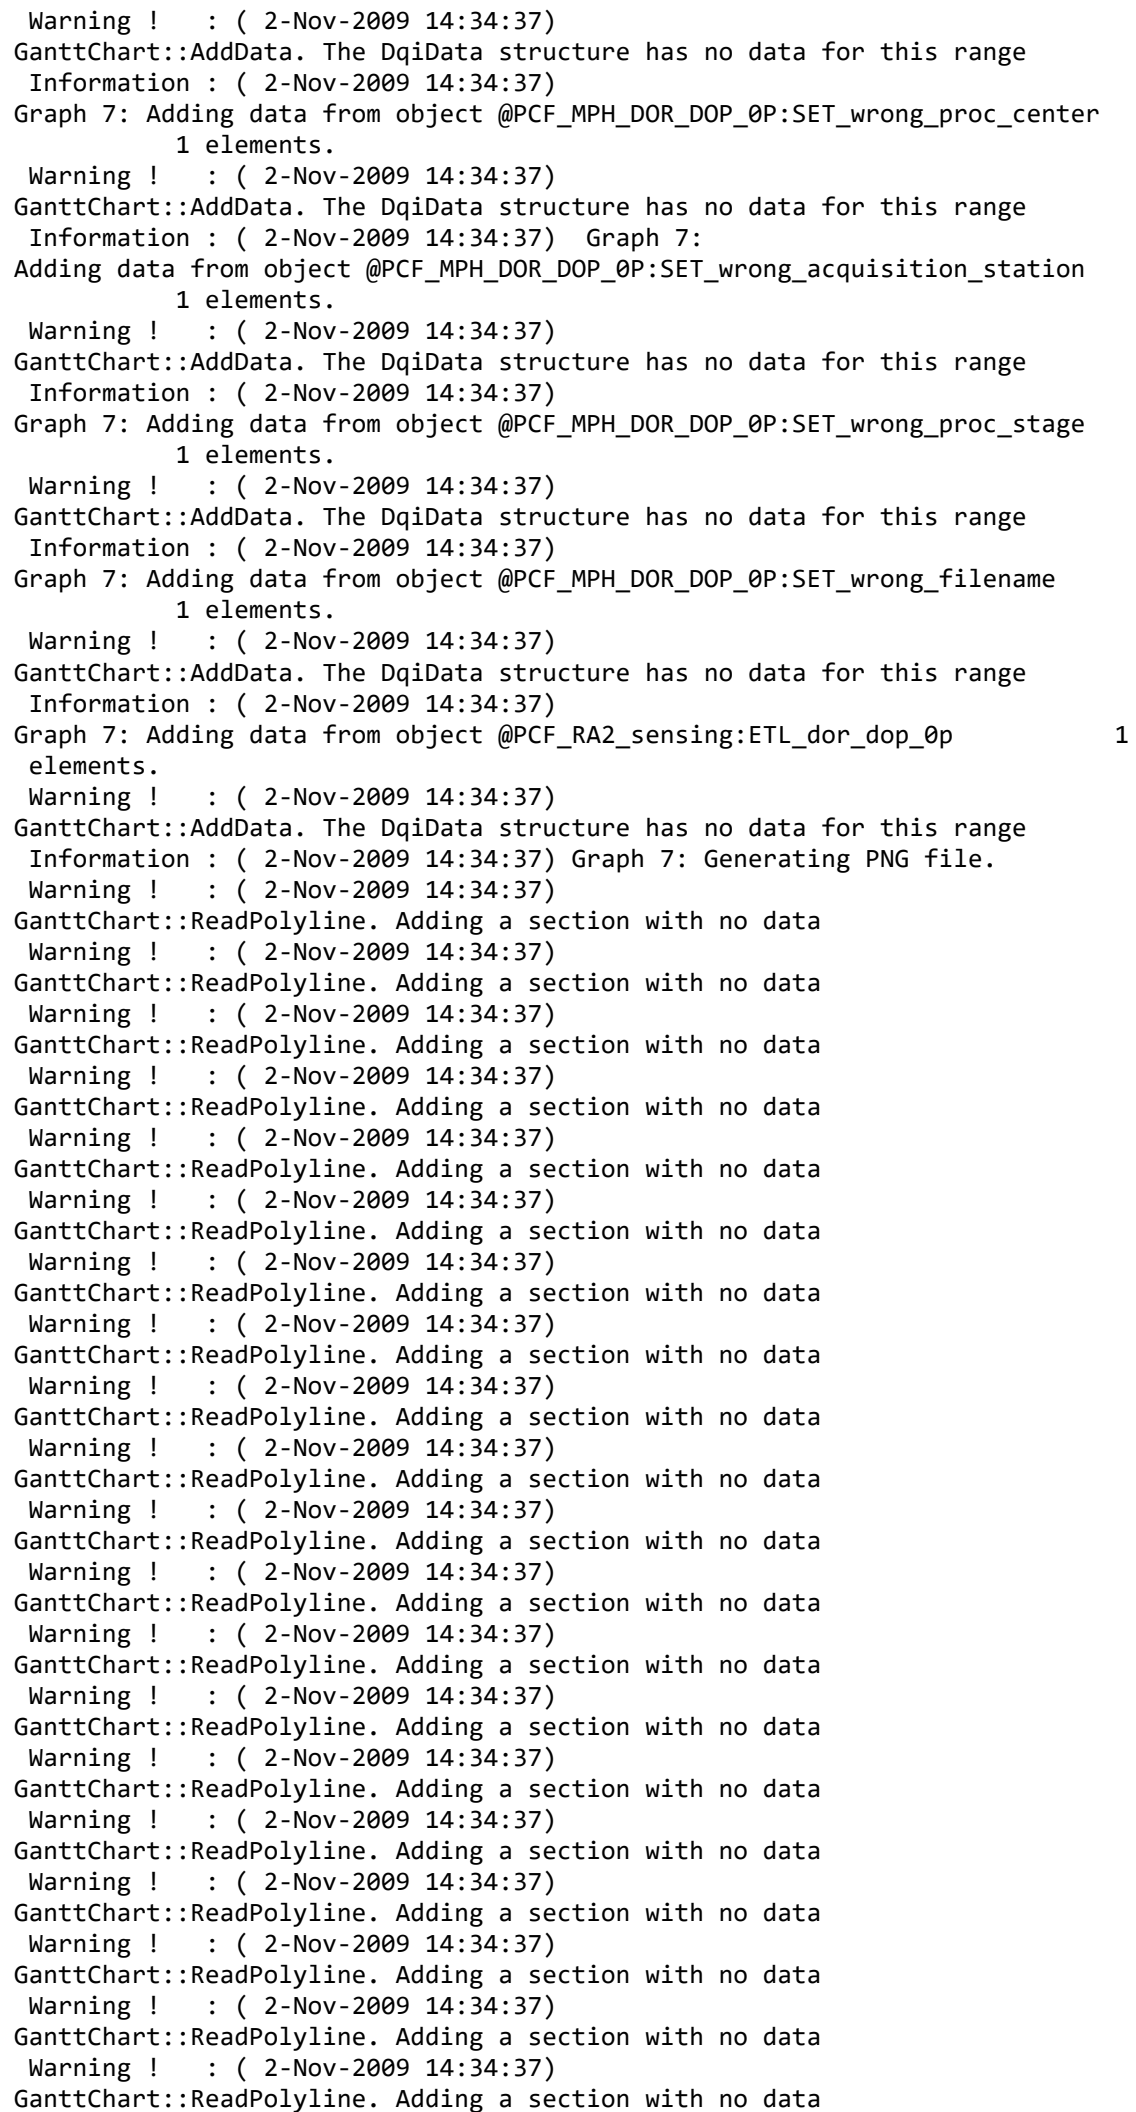 Warning !   : ( 2-Nov-2009 14:34:37)
GanttChart::AddData. The DqiData structure has no data for this range
Information : ( 2-Nov-2009 14:34:37)
Graph 7: Adding data from object @PCF_MPH_DOR_DOP_0P:SET_wrong_proc_center
1 elements.
Warning !   : ( 2-Nov-2009 14:34:37)
GanttChart::AddData. The DqiData structure has no data for this range
Information : ( 2-Nov-2009 14:34:37)  Graph 7:
Adding data from object @PCF_MPH_DOR_DOP_0P:SET_wrong_acquisition_station
1 elements.
Warning !   : ( 2-Nov-2009 14:34:37)
GanttChart::AddData. The DqiData structure has no data for this range
Information : ( 2-Nov-2009 14:34:37)
Graph 7: Adding data from object @PCF_MPH_DOR_DOP_0P:SET_wrong_proc_stage
1 elements.
Warning !   : ( 2-Nov-2009 14:34:37)
GanttChart::AddData. The DqiData structure has no data for this range
Information : ( 2-Nov-2009 14:34:37)
Graph 7: Adding data from object @PCF_MPH_DOR_DOP_0P:SET_wrong_filename
1 elements.
Warning !   : ( 2-Nov-2009 14:34:37)
GanttChart::AddData. The DqiData structure has no data for this range
Information : ( 2-Nov-2009 14:34:37)
Graph 7: Adding data from object @PCF_RA2_sensing:ETL_dor_dop_0p          1
elements.
Warning !   : ( 2-Nov-2009 14:34:37)
GanttChart::AddData. The DqiData structure has no data for this range
Information : ( 2-Nov-2009 14:34:37) Graph 7: Generating PNG file.
Warning !   : ( 2-Nov-2009 14:34:37)
GanttChart::ReadPolyline. Adding a section with no data
Warning !   : ( 2-Nov-2009 14:34:37)
GanttChart::ReadPolyline. Adding a section with no data
Warning !   : ( 2-Nov-2009 14:34:37)
GanttChart::ReadPolyline. Adding a section with no data
Warning !   : ( 2-Nov-2009 14:34:37)
GanttChart::ReadPolyline. Adding a section with no data
Warning !   : ( 2-Nov-2009 14:34:37)
GanttChart::ReadPolyline. Adding a section with no data
Warning !   : ( 2-Nov-2009 14:34:37)
GanttChart::ReadPolyline. Adding a section with no data
Warning !   : ( 2-Nov-2009 14:34:37)
GanttChart::ReadPolyline. Adding a section with no data
Warning !   : ( 2-Nov-2009 14:34:37)
GanttChart::ReadPolyline. Adding a section with no data
Warning !   : ( 2-Nov-2009 14:34:37)
GanttChart::ReadPolyline. Adding a section with no data
Warning !   : ( 2-Nov-2009 14:34:37)
GanttChart::ReadPolyline. Adding a section with no data
Warning !   : ( 2-Nov-2009 14:34:37)
GanttChart::ReadPolyline. Adding a section with no data
Warning !   : ( 2-Nov-2009 14:34:37)
GanttChart::ReadPolyline. Adding a section with no data
Warning !   : ( 2-Nov-2009 14:34:37)
GanttChart::ReadPolyline. Adding a section with no data
Warning !   : ( 2-Nov-2009 14:34:37)
GanttChart::ReadPolyline. Adding a section with no data
Warning !   : ( 2-Nov-2009 14:34:37)
GanttChart::ReadPolyline. Adding a section with no data
Warning !   : ( 2-Nov-2009 14:34:37)
GanttChart::ReadPolyline. Adding a section with no data
Warning !   : ( 2-Nov-2009 14:34:37)
GanttChart::ReadPolyline. Adding a section with no data
Warning !   : ( 2-Nov-2009 14:34:37)
GanttChart::ReadPolyline. Adding a section with no data
Warning !   : ( 2-Nov-2009 14:34:37)
GanttChart::ReadPolyline. Adding a section with no data
Warning !   : ( 2-Nov-2009 14:34:37)
GanttChart::ReadPolyline. Adding a section with no data